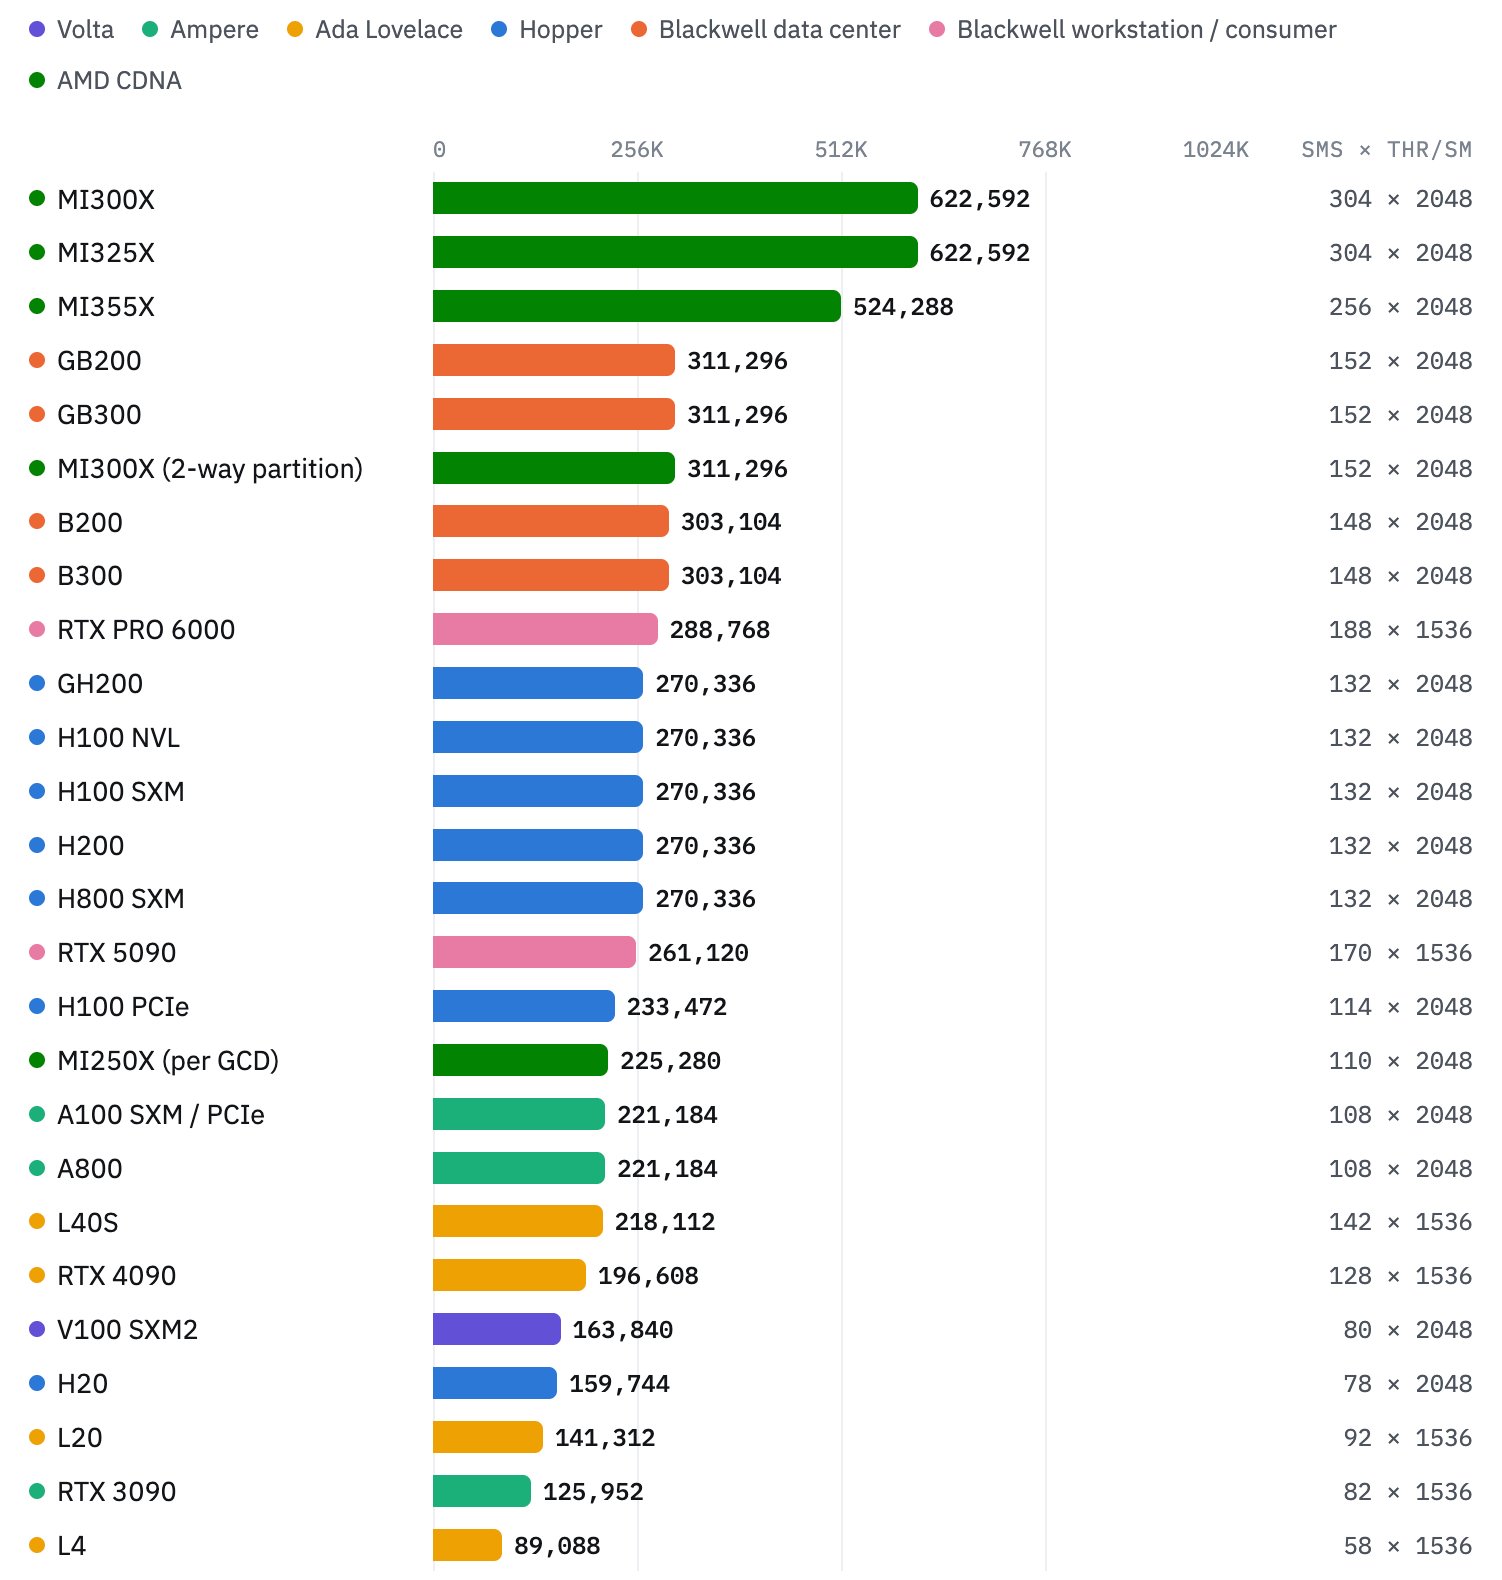 Volta Ampere Ada Lovelace Hopper Blackwell data center Blackwell workstation / consumer
AMD CDNA
0 256K 512K 768K 1024K SMS × THR/SM
MI300X 622,592 304 × 2048
MI325X 622,592 304 × 2048
MI355X 524,288 256 × 2048
GB200 311,296 152 × 2048
GB300 311,296 152 × 2048
MI300X (2-way partition) 311,296 152 × 2048
B200 303,104 148 × 2048
B300 303,104 148 × 2048
RTX PRO 6000 288,768 188 × 1536
GH200 270,336 132 × 2048
H100 NVL 270,336 132 × 2048
H100 SXM 270,336 132 × 2048
H200 270,336 132 × 2048
H800 SXM 270,336 132 × 2048
RTX 5090 261,120 170 × 1536
H100 PCIe 233,472 114 × 2048
MI250X (per GCD) 225,280 110 × 2048
A100 SXM / PCIe 221,184 108 × 2048
A800 221,184 108 × 2048
L40S 218,112 142 × 1536
RTX 4090 196,608 128 × 1536
V100 SXM2 163,840 80 × 2048
H20 159,744 78 × 2048
L20 141,312 92 × 1536
RTX 3090 125,952 82 × 1536
L4 89,088 58 × 1536